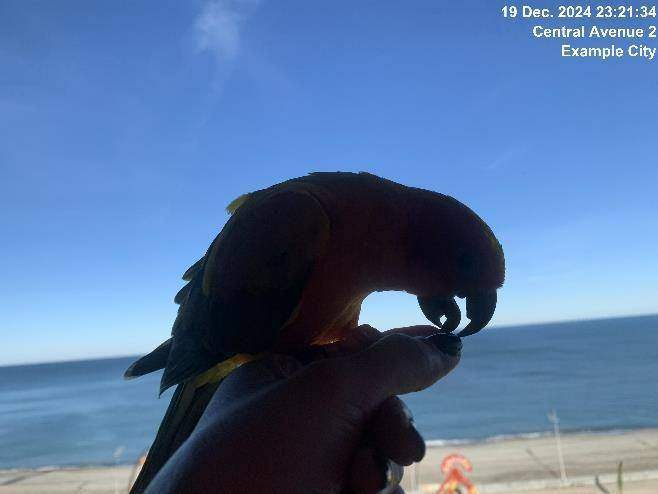 19 Dec. 2024 23:21:34
Central Avenue 2
Example City